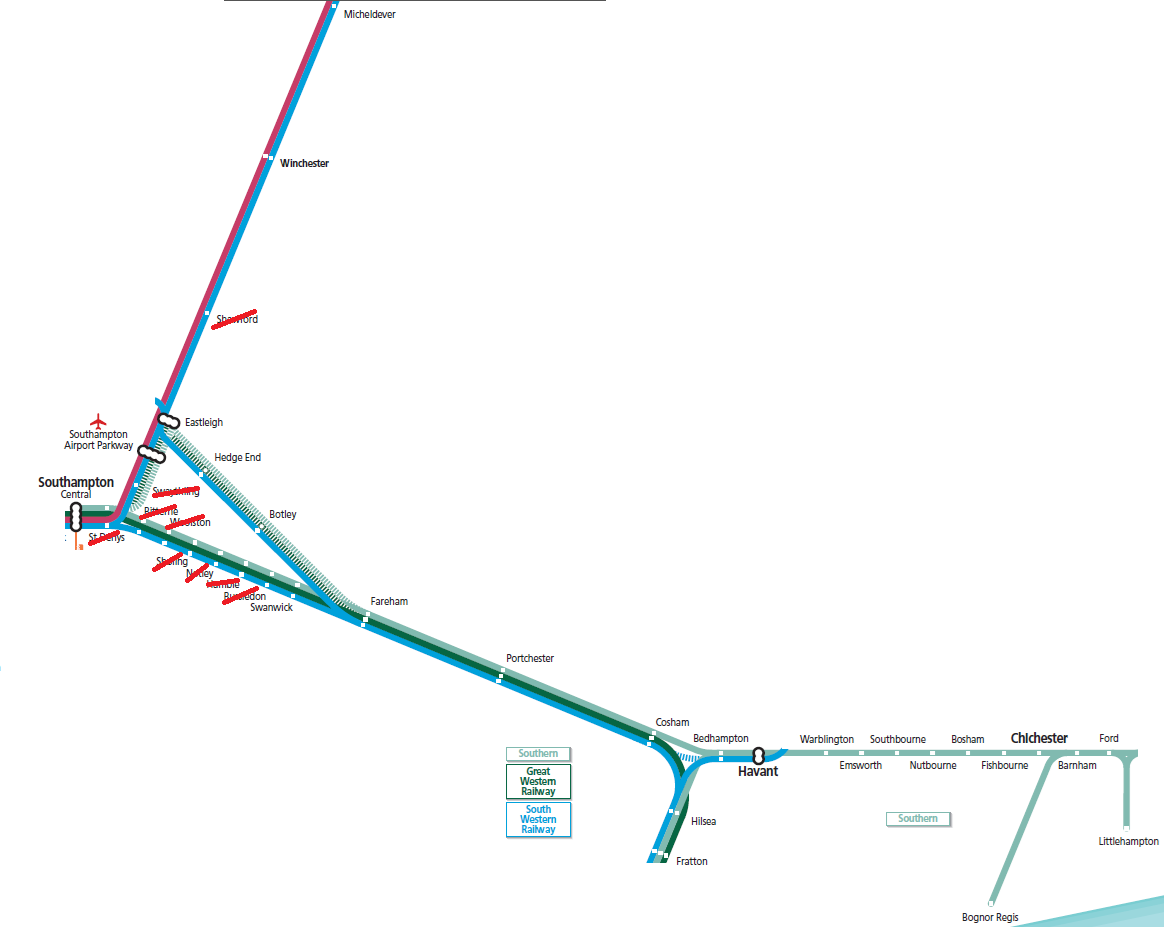 Micheldever
Winchester
Shawford
Eastleigh
Southampton
Airport Parkway
Hedge End
Southampton
Central
Swaythling
Bitterne
Woolston
Botley
St Denys
Sholing
Netley
Hamble
Bursledon
Swanwick
Fareham
Portchester
Cosham
Bedhampton
Havant
Warblington
Southbourne
Bosham
Chichester
Ford
Emsworth
Nutbourne
Fishbourne
Barnham
Southern
Great
Western
Railway
South
Western
Railway
Hilsea
Fratton
Southern
Littlehampton
Bognor Regis